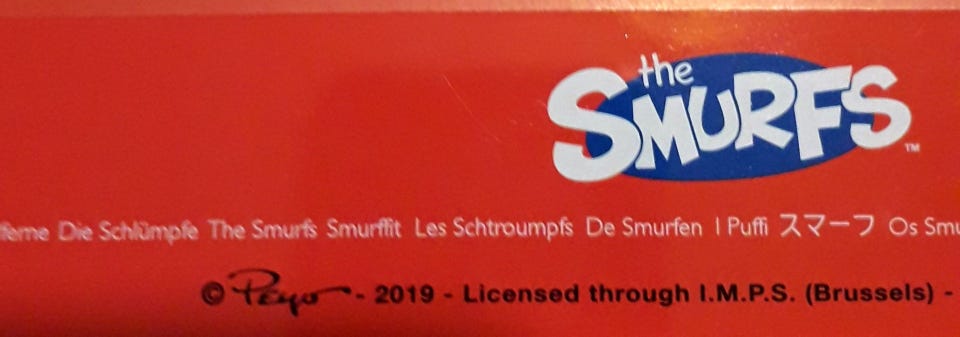 the
SMURFS™
Die Schlümpfe The Smurfs Smurffit Les Schtroumpfs De Smurfen I Puffi スマーフ Os
© Peyo - 2019 - Licensed through I.M.P.S. (Brussels) -